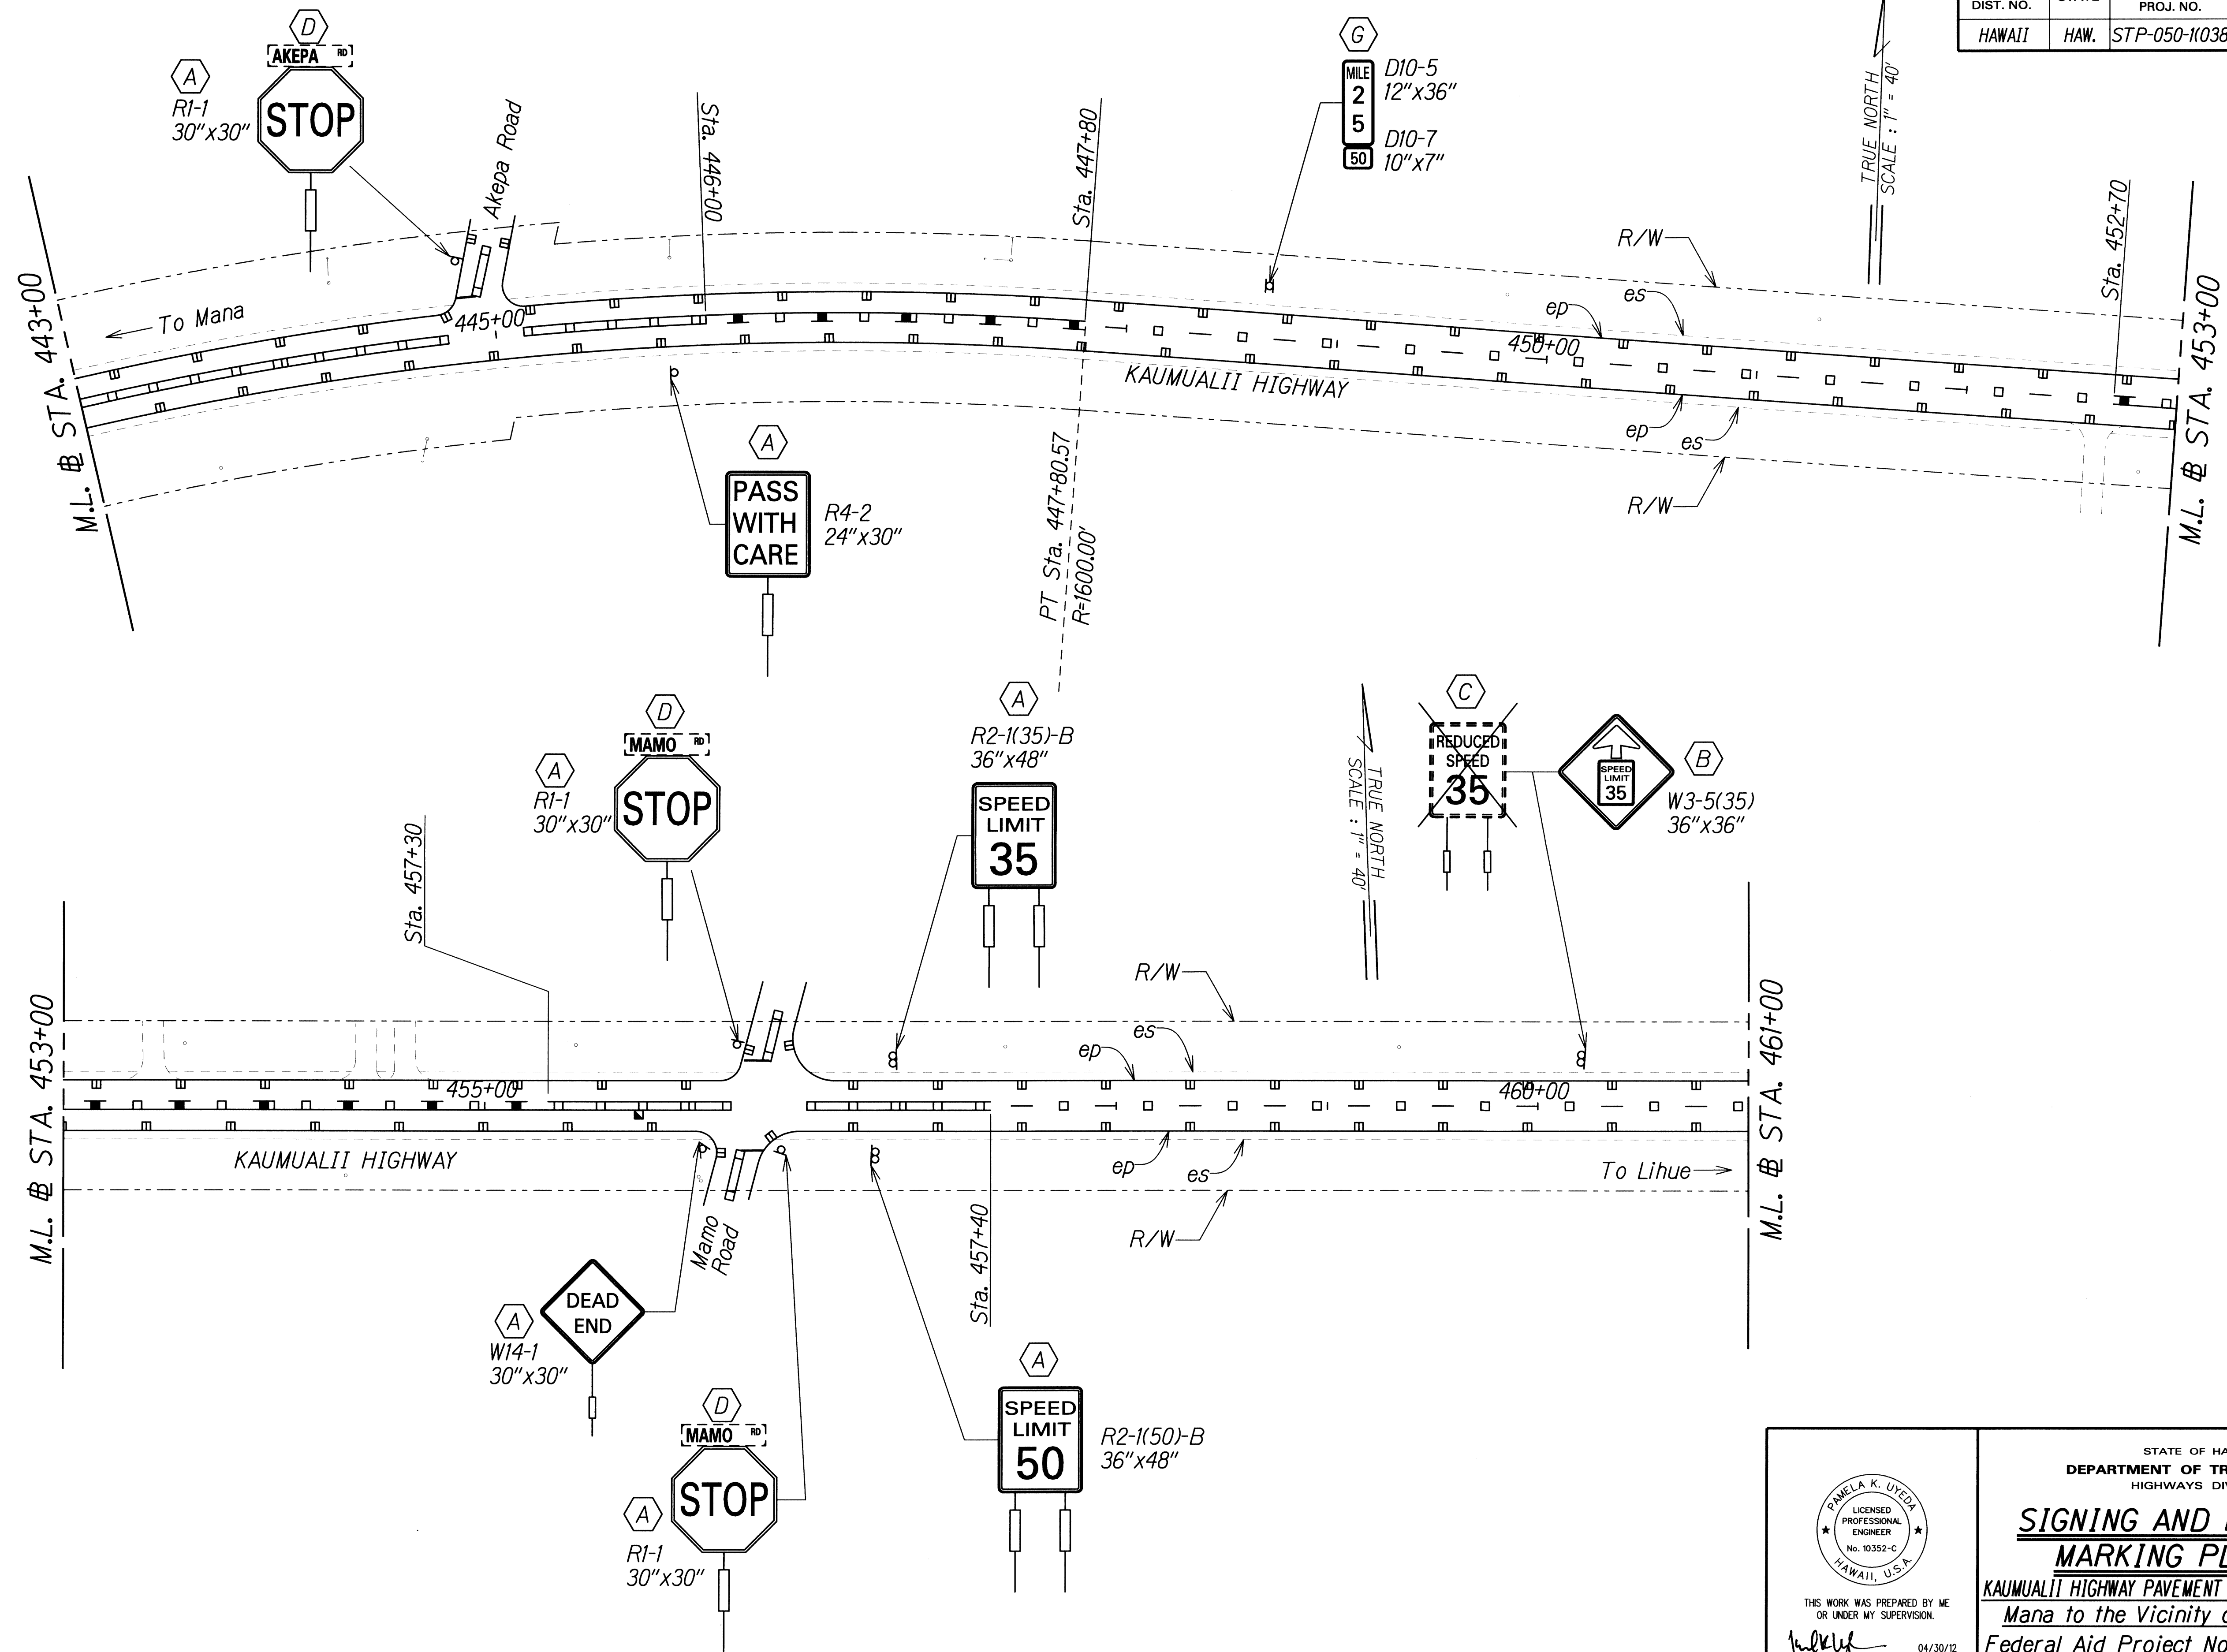 DIST. NO.
PROJ. NO.
HAWAII
HAW.
STP-050-1(038
D
AKEPA RD
A
R1-1
30"x30"
STOP
Akepa Road
Sta. 446+00
Sta. 447+80
G
MILE
2
5
50
D10-5
12"x36"
D10-7
10"x7"
TRUE NORTH
SCALE : 1" = 40'
Sta. 452+70
R/W
ep
es
M.L. B STA. 443+00
To Mana
445+00
450+00
KAUMUALII HIGHWAY
ep
es
R/W
M.L. B STA. 453+00
A
PASS
WITH
CARE
R4-2
24"x30"
PT Sta. 447+80.57
R=1600.00'
D
MAMO RD
A
R1-1
30"x30"
STOP
Sta. 457+30
A
R2-1(35)-B
36"x48"
SPEED
LIMIT
35
TRUE NORTH
SCALE : 1" = 40'
C
REDUCED
SPEED
35
SPEED
LIMIT
35
B
W3-5(35)
36"x36"
R/W
es
ep
M.L. B STA. 453+00
455+00
460+00
KAUMUALII HIGHWAY
ep
es
To Lihue
R/W
M.L. B STA. 461+00
Mamo
Road
Sta. 457+40
A
DEAD
END
W14-1
30"x30"
D
MAMO RD
A
R1-1
30"x30"
STOP
A
SPEED
LIMIT
50
R2-1(50)-B
36"x48"
PAMELA K. UYEDA
LICENSED
PROFESSIONAL
ENGINEER
No. 10352-C
HAWAII, U.S.A.
THIS WORK WAS PREPARED BY ME
OR UNDER MY SUPERVISION.
04/30/12
STATE OF HA
DEPARTMENT OF TR
HIGHWAYS DIV
SIGNING AND
MARKING PL
KAUMUALII HIGHWAY PAVEMENT
Mana to the Vicinity o
Federal Aid Project No